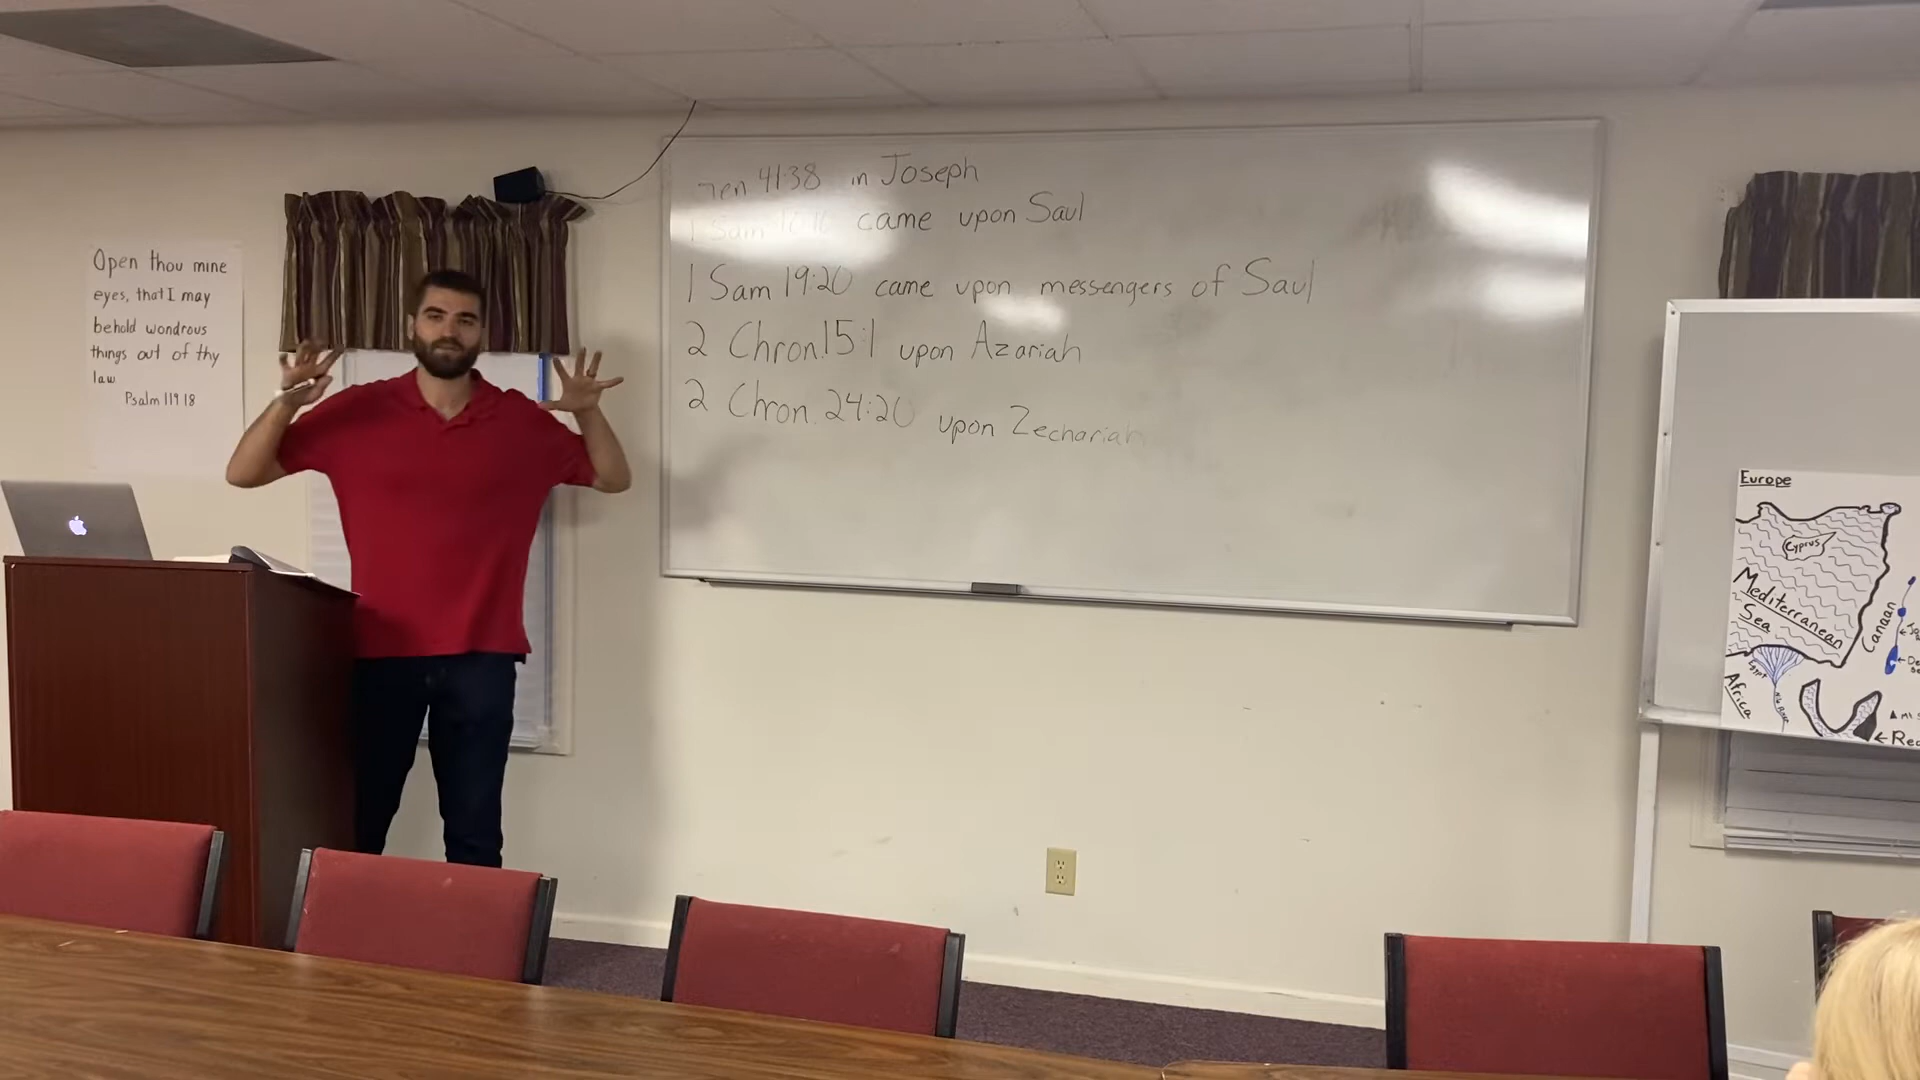 Open thou mine
eyes, that I may
behold wondrous
things out of thy
law
Psalm 119 18
41:38 in Joseph
1 Sam came upon Saul
1 Sam 19:20 came upon messengers of Saul
2 Chron. 15:1 upon Azariah
2 Chron. 24:20 upon Zechariah
Europe
Cyprus
Mediterranean
Sea
Canaan
Egypt
Africa